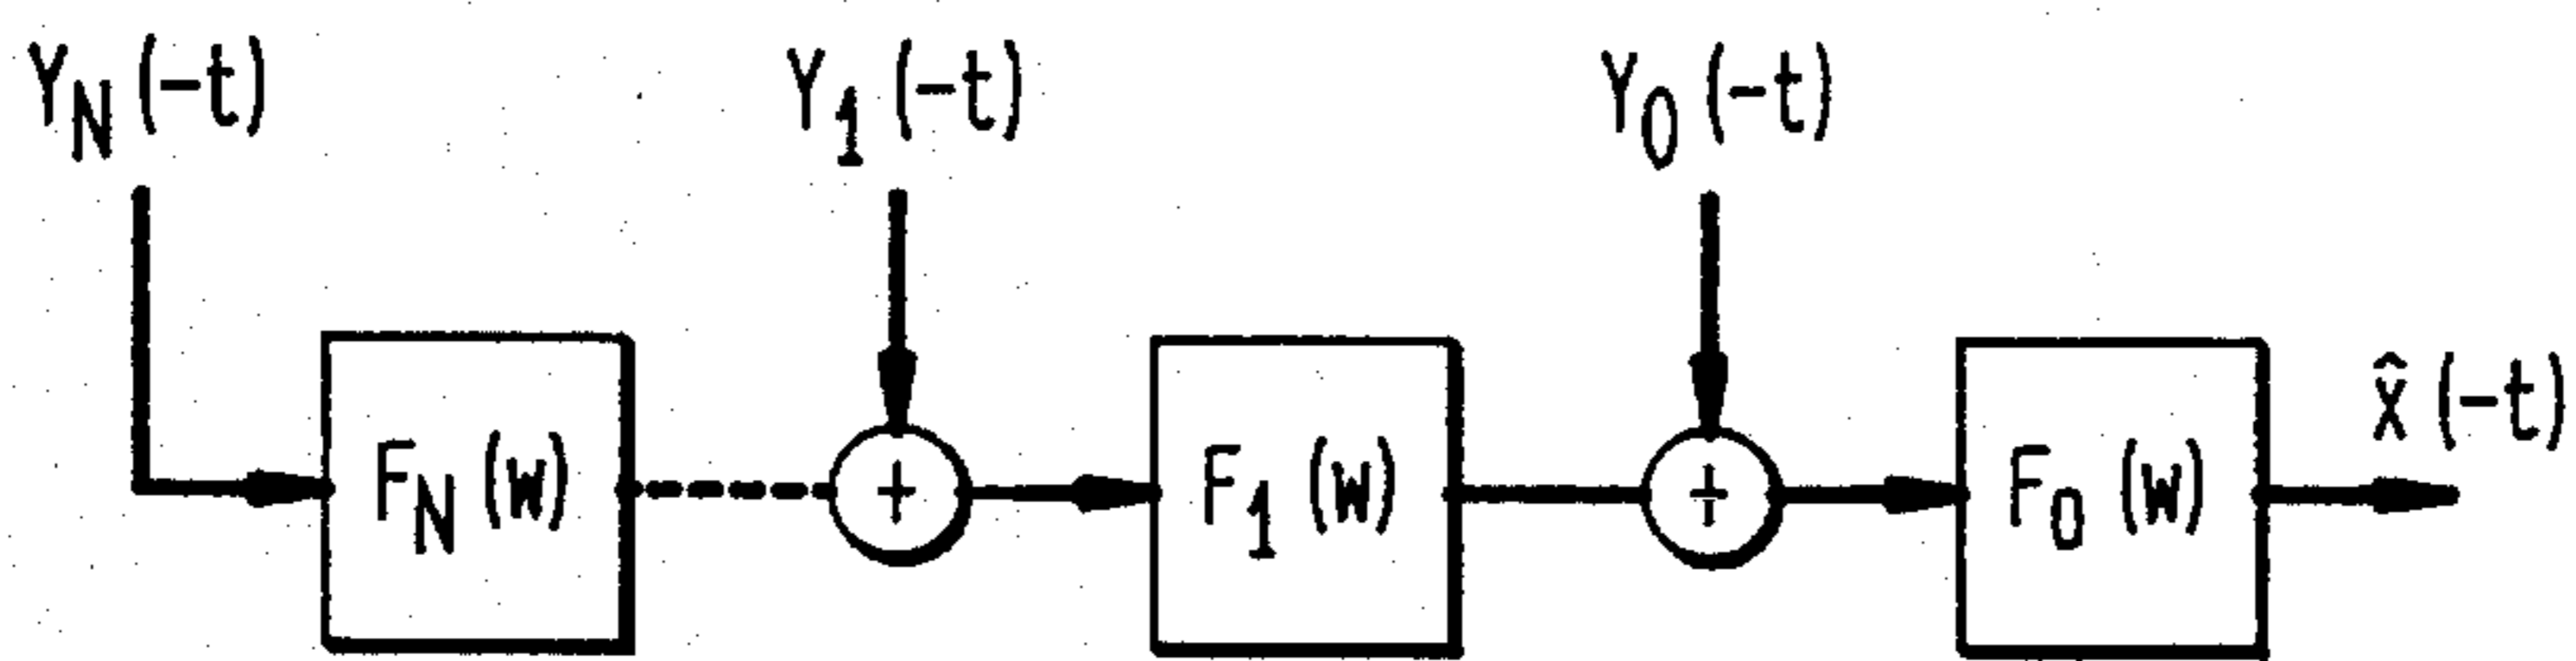 Y_N (-t)
Y_1 (-t)
Y_0 (-t)
F_N (W)
+
F_1 (W)
+
F_0 (W)
x̂ (-t)